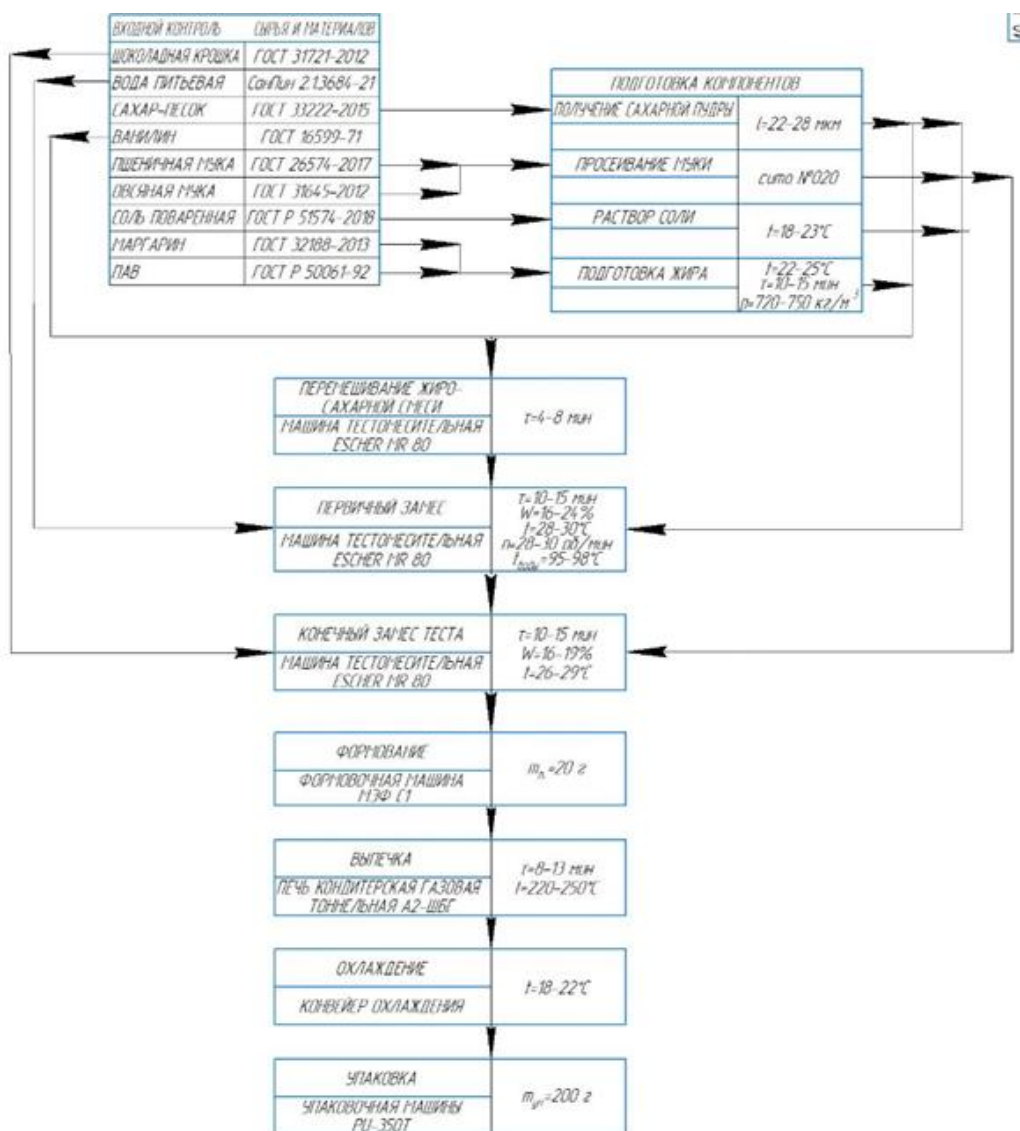 ВХОДНОЙ КОНТРОЛЬ СЫРЬЯ И МАТЕРИАЛОВ
ШОКОЛАДНАЯ КРОШКА ГОСТ 31721-2012
ВОДА ПИТЬЕВАЯ СанПин 2.1.3684-21
САХАР-ПЕСОК ГОСТ 33222-2015
ВАНИЛИН ГОСТ 16599-71
ПШЕНИЧНАЯ МУКА ГОСТ 26574-2017
ОВСЯНАЯ МУКА ГОСТ 31645-2012
СОЛЬ ПОВАРЕННАЯ ГОСТ Р 51574-2018
МАРГАРИН ГОСТ 32188-2013
ПАВ ГОСТ Р 50061-92
ПОДГОТОВКА КОМПОНЕНТОВ
ПОЛУЧЕНИЕ САХАРНОЙ ПУДРЫ
l=22-28 мкм
ПРОСЕИВАНИЕ МУКИ
сито №020
РАСТВОР СОЛИ
t=18-23°C
ПОДГОТОВКА ЖИРА
t=22-25°C
τ=10-15 мин
ρ=720-750 кг/м³
ПЕРЕМЕШИВАНИЕ ЖИРО-
САХАРНОЙ СМЕСИ
МАШИНА ТЕСТОМЕСИТЕЛЬНАЯ
ESCHER MR 80
τ=4-8 мин
ПЕРВИЧНЫЙ ЗАМЕС
МАШИНА ТЕСТОМЕСИТЕЛЬНАЯ
ESCHER MR 80
τ=10-15 мин
W=16-24%
t=28-30°C
n=28-30 об/мин
t воды=95-98°C
КОНЕЧНЫЙ ЗАМЕС ТЕСТА
МАШИНА ТЕСТОМЕСИТЕЛЬНАЯ
ESCHER MR 80
τ=10-15 мин
W=16-19%
t=26-29°C
ФОРМОВАНИЕ
ФОРМОВОЧНАЯ МАШИНА
МЗФ С1
=20 г
ВЫПЕЧКА
ПЕЧЬ КОНДИТЕРСКАЯ ГАЗОВАЯ
ТОННЕЛЬНАЯ А2-ШБГ
τ=8-13 мин
t=220-250°C
ОХЛАЖДЕНИЕ
КОНВЕЙЕР ОХЛАЖДЕНИЯ
t=18-22°C
УПАКОВКА
УПАКОВОЧНАЯ МАШИНЫ
PU-350T
m уп=200 г